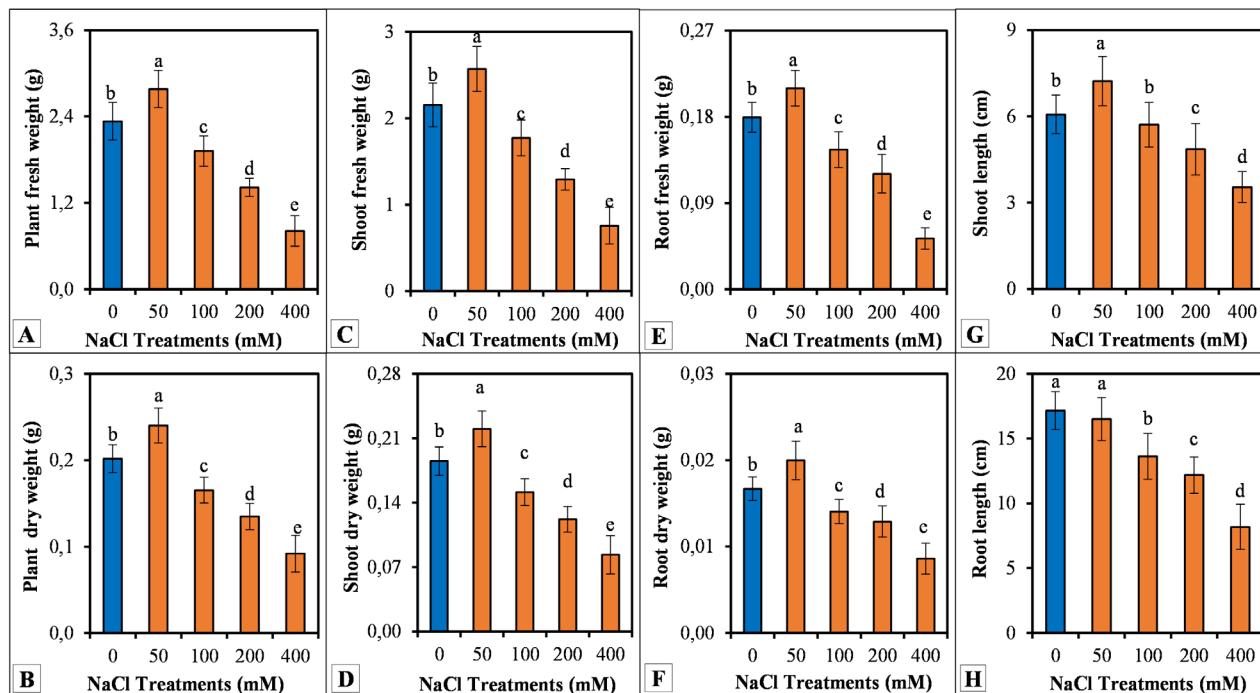 3,6
2,4
1,2
0,0
Plant fresh weight (g)
b
a
c
d
e
0 50 100 200 400
A
NaCl Treatments (mM)
3
2
1
0
Shoot fresh weight (g)
b
a
c
d
e
0 50 100 200 400
C
NaCl Treatments (mM)
0,27
0,18
0,09
0,00
Root fresh weight (g)
b
a
c
d
e
0 50 100 200 400
E
NaCl Treatments (mM)
9
6
3
0
Shoot length (cm)
b
a
b
c
d
0 50 100 200 400
G
NaCl Treatments (mM)
0,3
0,2
0,1
0,0
Plant dry weight (g)
b
a
c
d
e
0 50 100 200 400
B
NaCl Treatments (mM)
0,28
0,21
0,14
0,07
0,00
Shoot dry weight (g)
b
a
c
d
e
0 50 100 200 400
D
NaCl Treatments (mM)
0,03
0,02
0,01
0,00
Root dry weight (g)
b
a
c
d
c
0 50 100 200 400
F
NaCl Treatments (mM)
20
15
10
5
0
Root length (cm)
a
a
b
c
d
0 50 100 200 400
H
NaCl Treatments (mM)